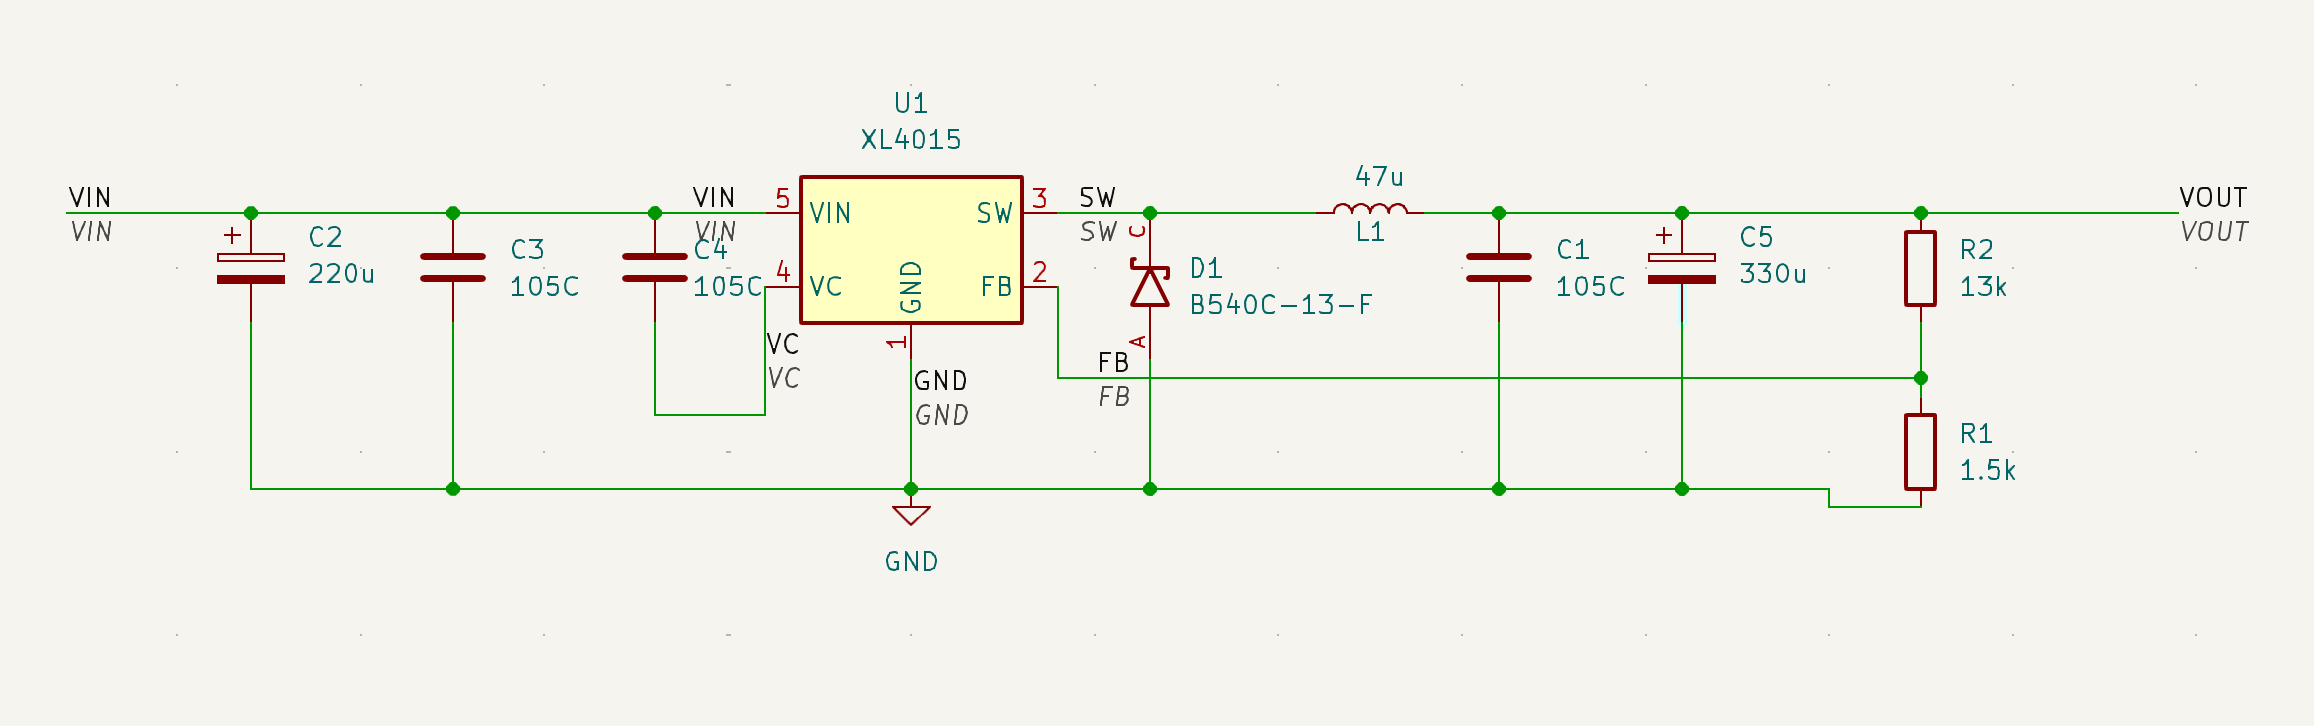 U1
XL4015
VIN
VIN
C2
220u
C3
105C
VIN
VIN
C4
105C
5
4
VIN
VC
GND
SW
FB
3
2
1
VC
VC
GND
GND
GND
SW
SW
C
A
D1
B540C-13-F
FB
FB
47u
L1
C1
105C
C5
330u
R2
13k
R1
1.5k
VOUT
VOUT
+
+